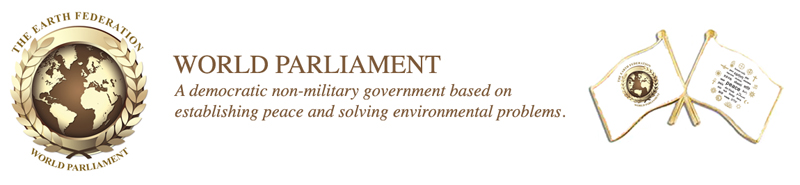 THE EARTH FEDERATION
WORLD PARLIAMENT
WORLD PARLIAMENT
A democratic non-military government based on
establishing peace and solving environmental problems.